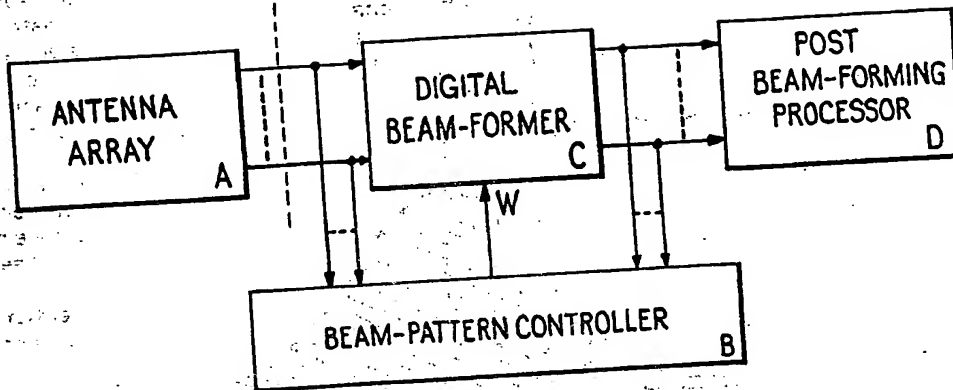 ANTENNA
ARRAY
A
DIGITAL
BEAM-FORMER
C
POST
BEAM-FORMING
PROCESSOR
D
W
BEAM-PATTERN CONTROLLER
B